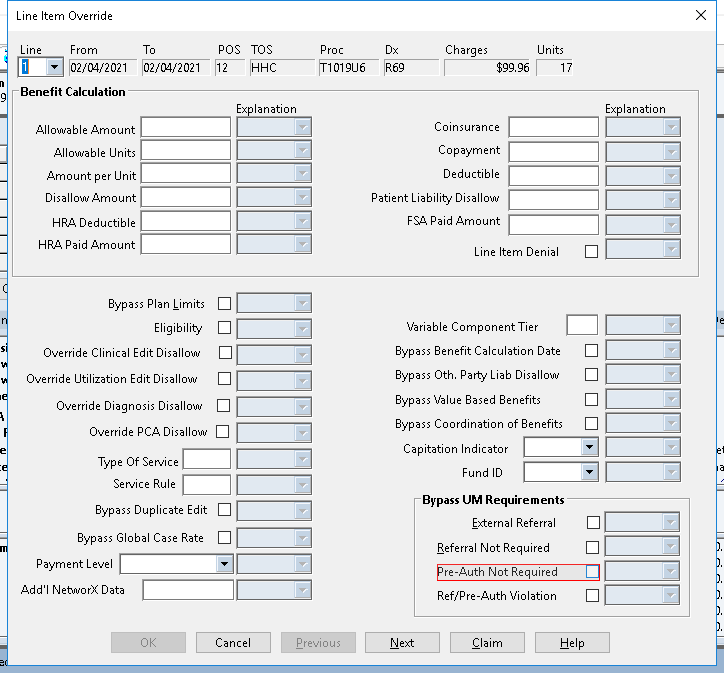 Line Item Override
Line From To POS TOS Proc Dx Charges Units
1 02/04/2021 02/04/2021 12 HHC T1019U6 R69 $99.96 17
Benefit Calculation
Explanation Explanation
Allowable Amount Coinsurance
Allowable Units Copayment
Amount per Unit Deductible
Disallow Amount Patient Liability Disallow
HRA Deductible FSA Paid Amount
HRA Paid Amount Line Item Denial
Bypass Plan Limits
Eligibility Variable Component Tier
Override Clinical Edit Disallow Bypass Benefit Calculation Date
Override Utilization Edit Disallow Bypass Oth. Party Liab Disallow
Override Diagnosis Disallow Bypass Value Based Benefits
Override PCA Disallow Bypass Coordination of Benefits
Type Of Service Capitation Indicator
Service Rule Fund ID
Bypass Duplicate Edit Bypass UM Requirements
Bypass Global Case Rate External Referral
Payment Level Referral Not Required
Add'l NetworX Data Pre-Auth Not Required
Ref/Pre-Auth Violation
OK Cancel Previous Next Claim Help